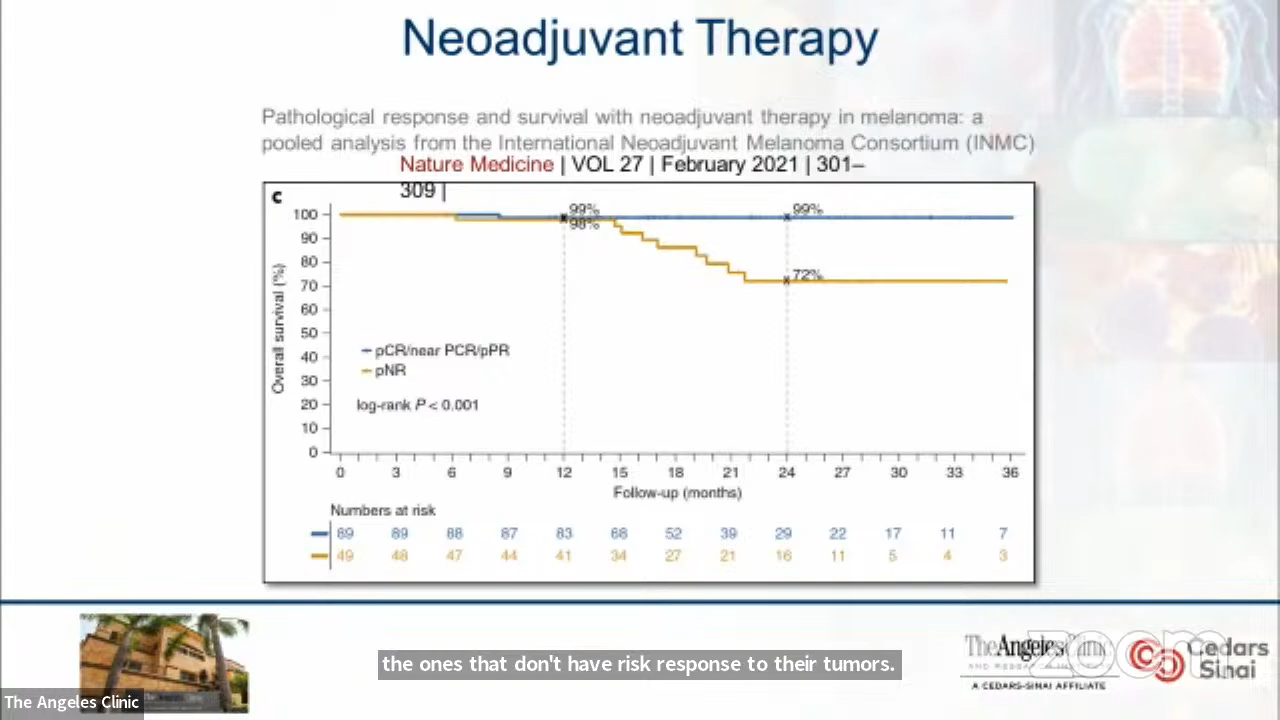 Neoadjuvant Therapy
Pathological response and survival with neoadjuvant therapy in melanoma: a
pooled analysis from the International Neoadjuvant Melanoma Consortium (INMC)
Nature Medicine | VOL 27 | February 2021 | 301–
309 |
c
100
90
80
70
60
50
40
30
20
10
0
Overall survival (%)
99%
98%
99%
72%
pCR/near PCR/pPR
pNR
log-rank P < 0.001
0 3 6 9 12 15 18 21 24 27 30 33 36
Follow-up (months)
Numbers at risk
89 89 88 87 83 68 52 39 29 22 17 11 7
49 48 47 44 41 34 27 21 16 11 5 4 3
the ones that don't have risk response to their tumors.
The Angeles Clinic
The Angeles Clinic
A CEDARS-SINAI AFFILIATE
zoom
Cedars
Sinai